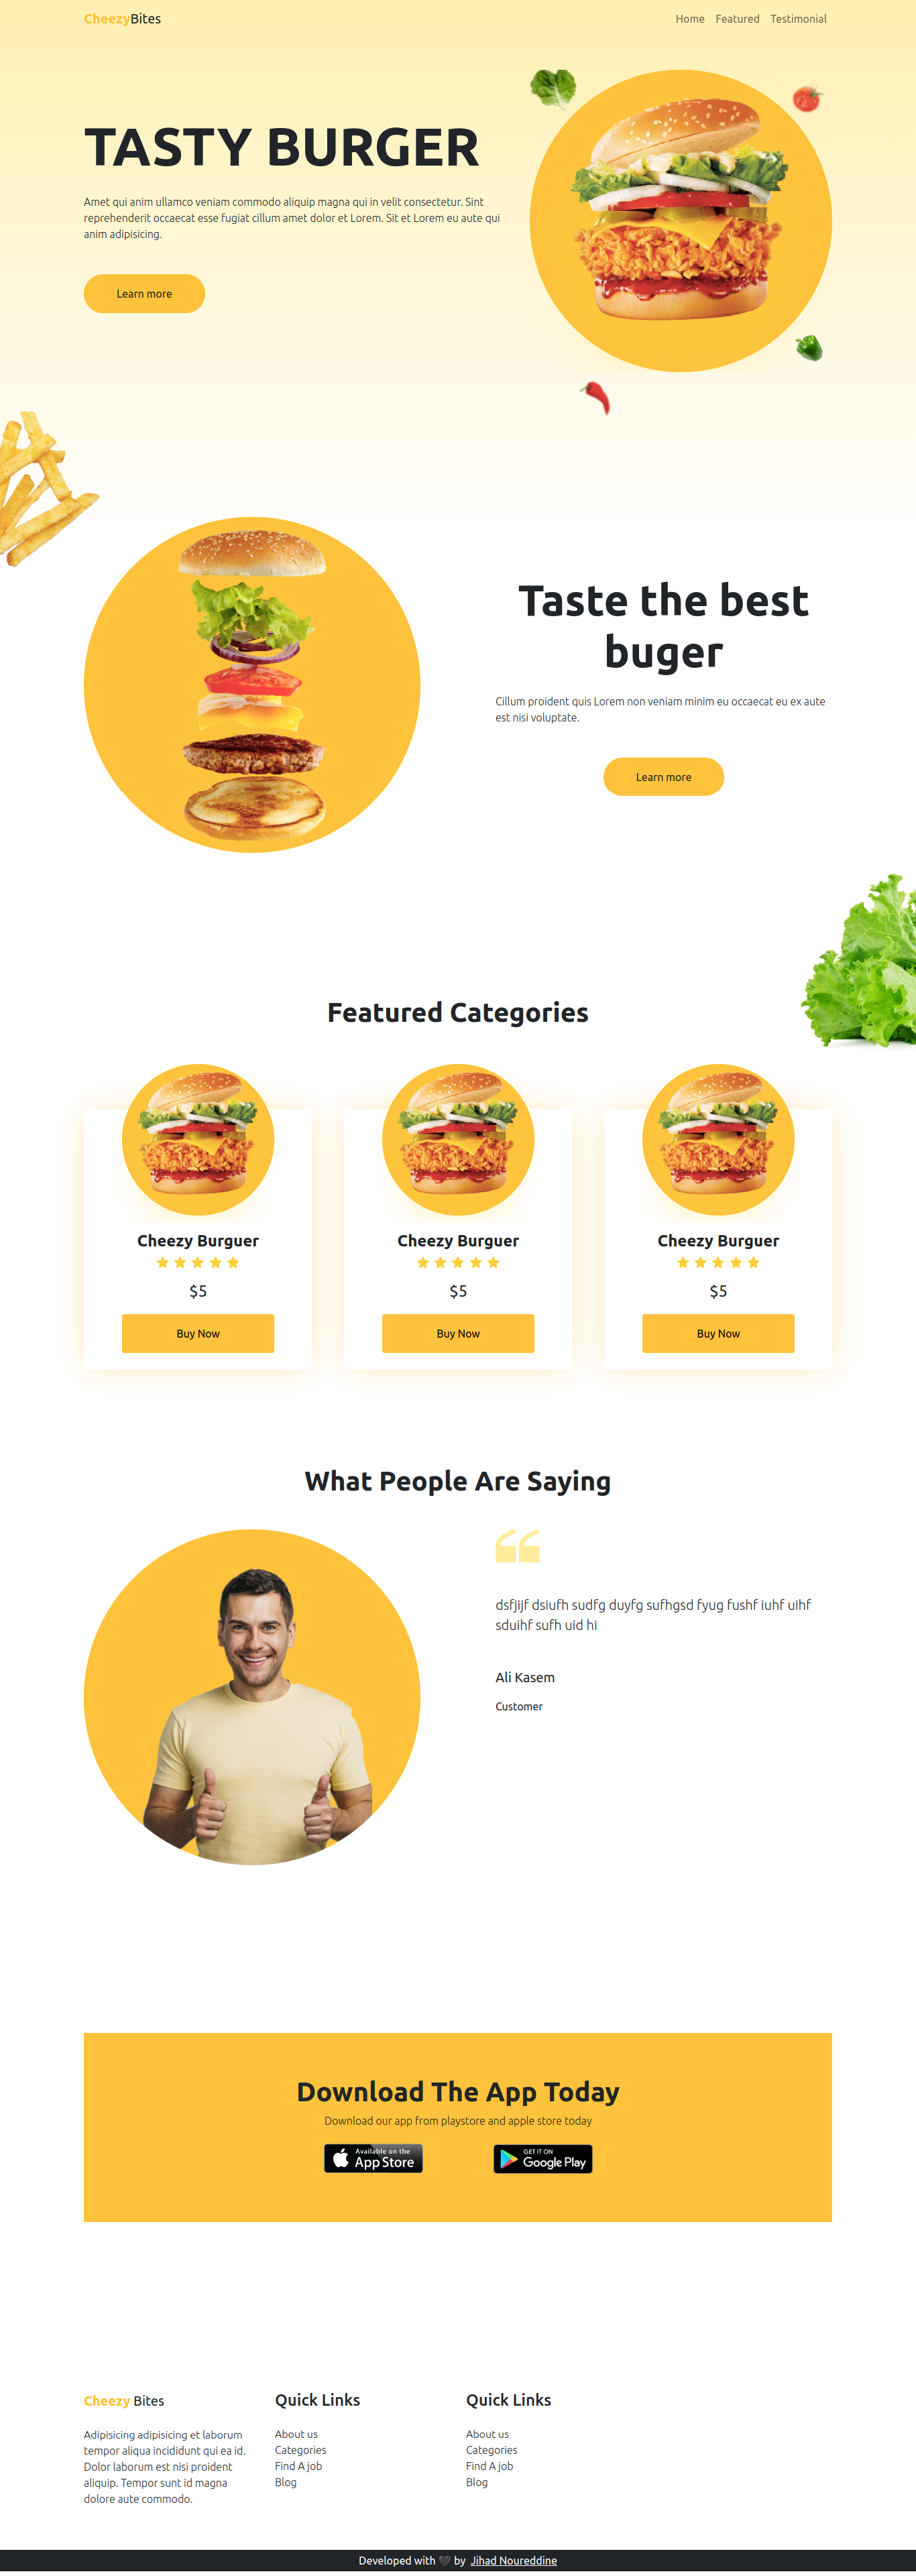 CheezyBites
Home Featured Testimonial
TASTY BURGER
Amet qui anim ullamco veniam commodo aliquip magna qui in velit consectetur. Sint
reprehenderit occaecat esse fugiat cillum amet dolor et Lorem. Sit et Lorem eu aute qui
anim adipisicing.
Learn more
Taste the best
buger
Cillum proident quis Lorem non veniam minim eu occaecat eu ex aute
est nisi voluptate.
Learn more
Featured Categories
Cheezy Burguer
$5
Buy Now
Cheezy Burguer
$5
Buy Now
Cheezy Burguer
$5
Buy Now
What People Are Saying
dsfjijf dsiufh sudfg duyfg sufhgsd fyug fushf iuhf uihf
sduihf sufh uid hi
Ali Kasem
Customer
Download The App Today
Download our app from playstore and apple store today
Available on the
App Store
GET IT ON
Google Play
Cheezy Bites
Adipisicing adipisicing et laborum
tempor aliqua incididunt qui ea id.
Dolor laborum est nisi proident
aliquip. Tempor sunt id magna
dolore aute commodo.
Quick Links
About us
Categories
Find A job
Blog
Quick Links
About us
Categories
Find A job
Blog
Developed with 🖤 by Jihad Noureddine